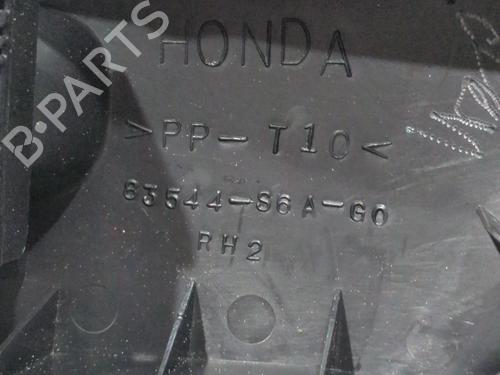 HONDA
>PP-T10<
83544-S6A-G0
RH2
B-PARTS